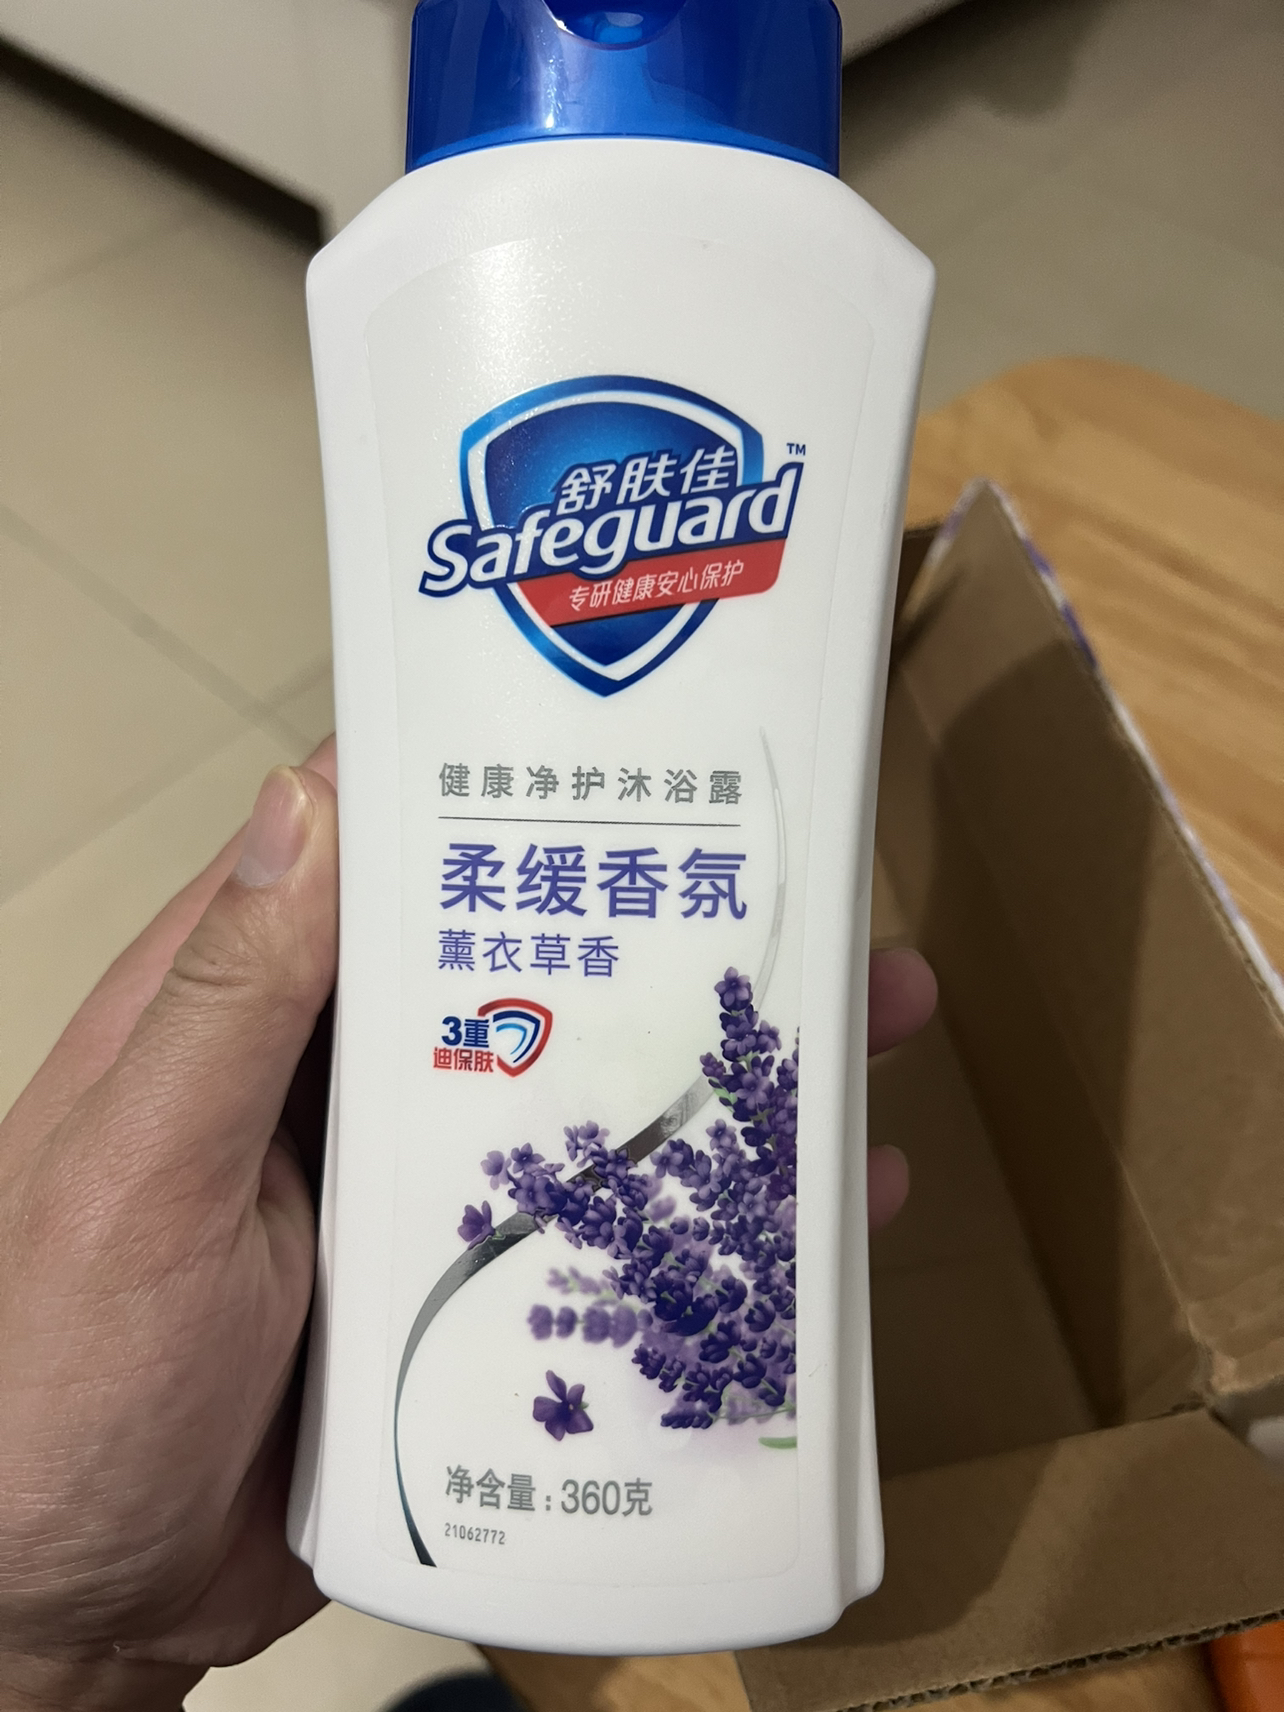 舒肤佳
TM
Safeguard
专研健康安心保护
健康净护沐浴露
柔缓香氛
薰衣草香
3重
迪保肤
净含量:360克
21062772